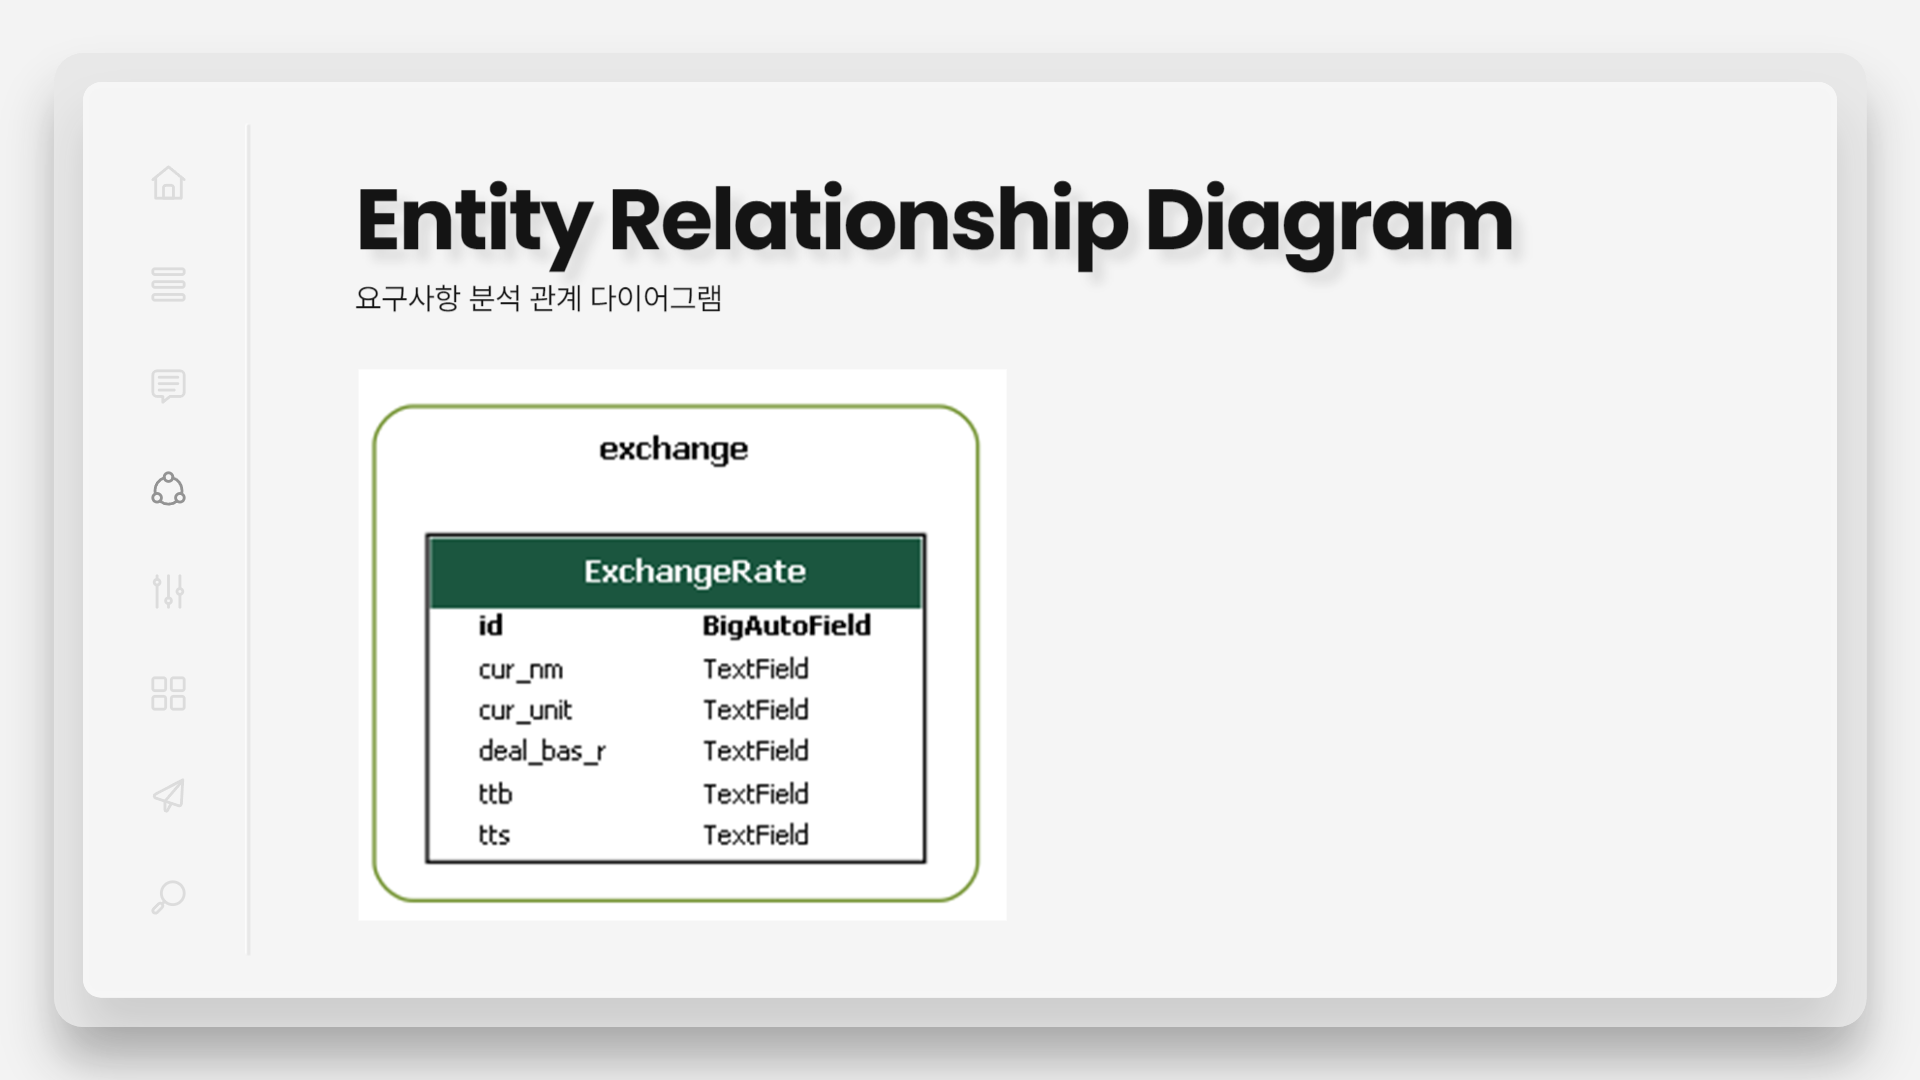 Entity Relationship Diagram
요구사항 분석 관계 다이어그램
exchange
ExchangeRate
id BigAutoField
cur_nm TextField
cur_unit TextField
deal_bas_r TextField
ttb TextField
tts TextField